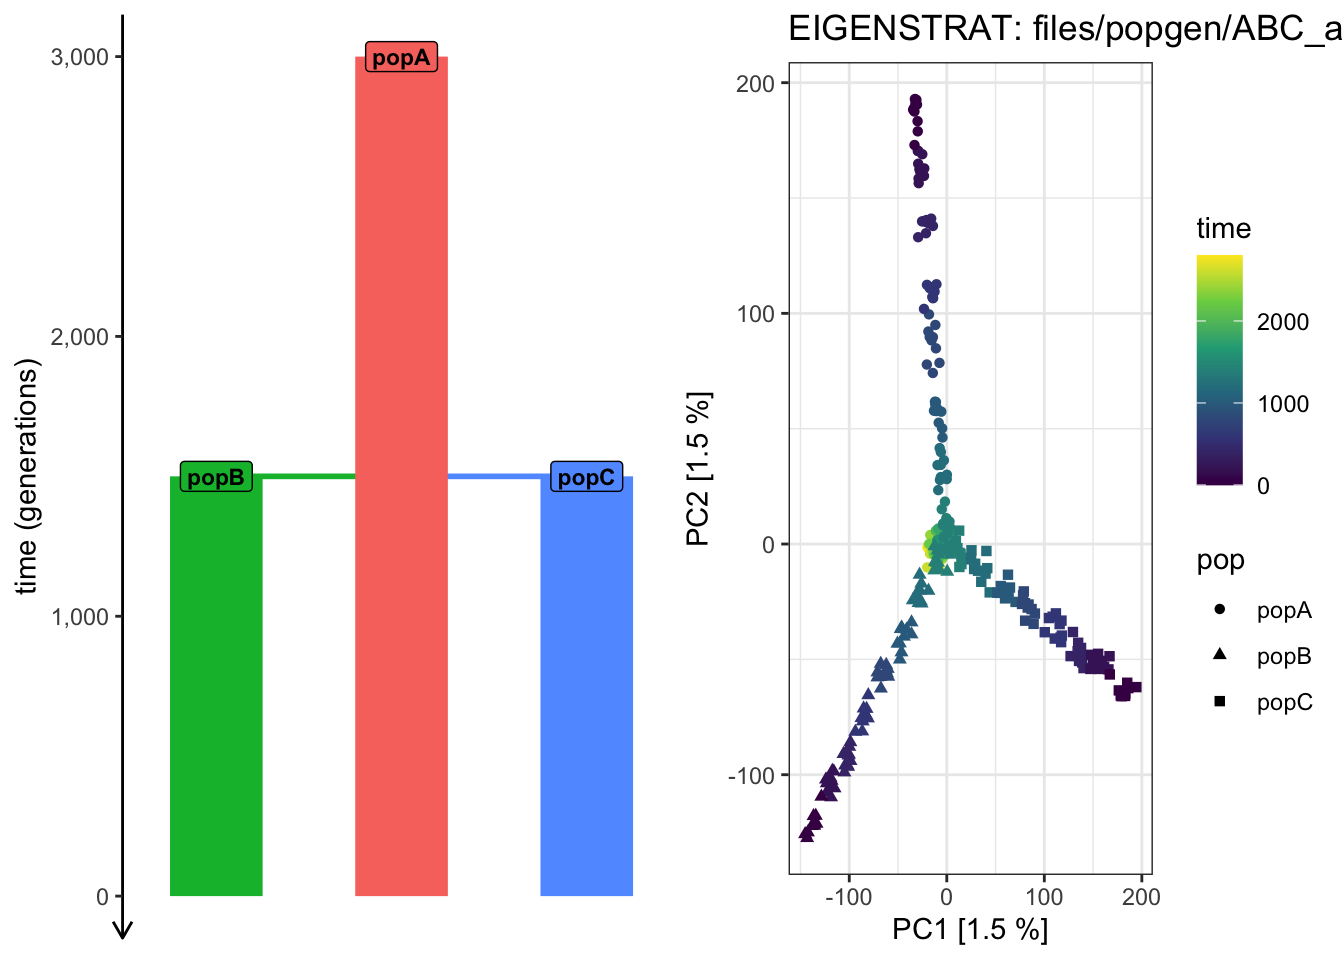 time (generations)
3,000
2,000
1,000
0
popA
popB
popC
EIGENSTRAT: files/popgen/ABC_a
PC2 [1.5 %]
200
100
0
-100
-100
0
100
200
PC1 [1.5 %]
time
2000
1000
0
pop
popA
popB
popC